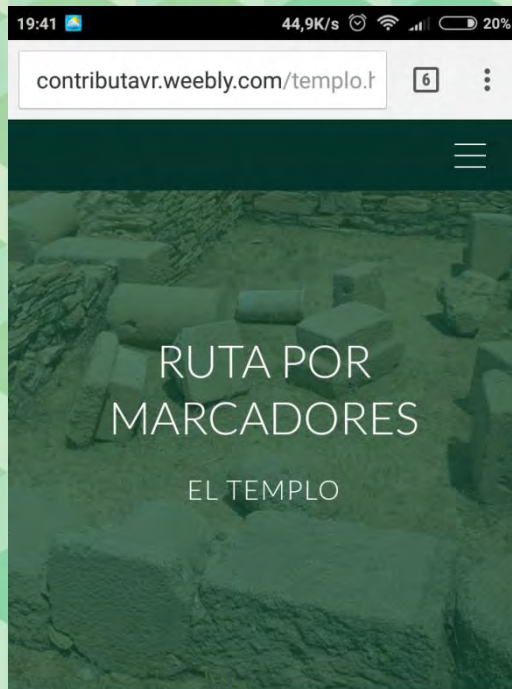 19:41 44,9K/s 20%
contributavr.weebly.com/templo.h 6
RUTA POR
MARCADORES
EL TEMPLO